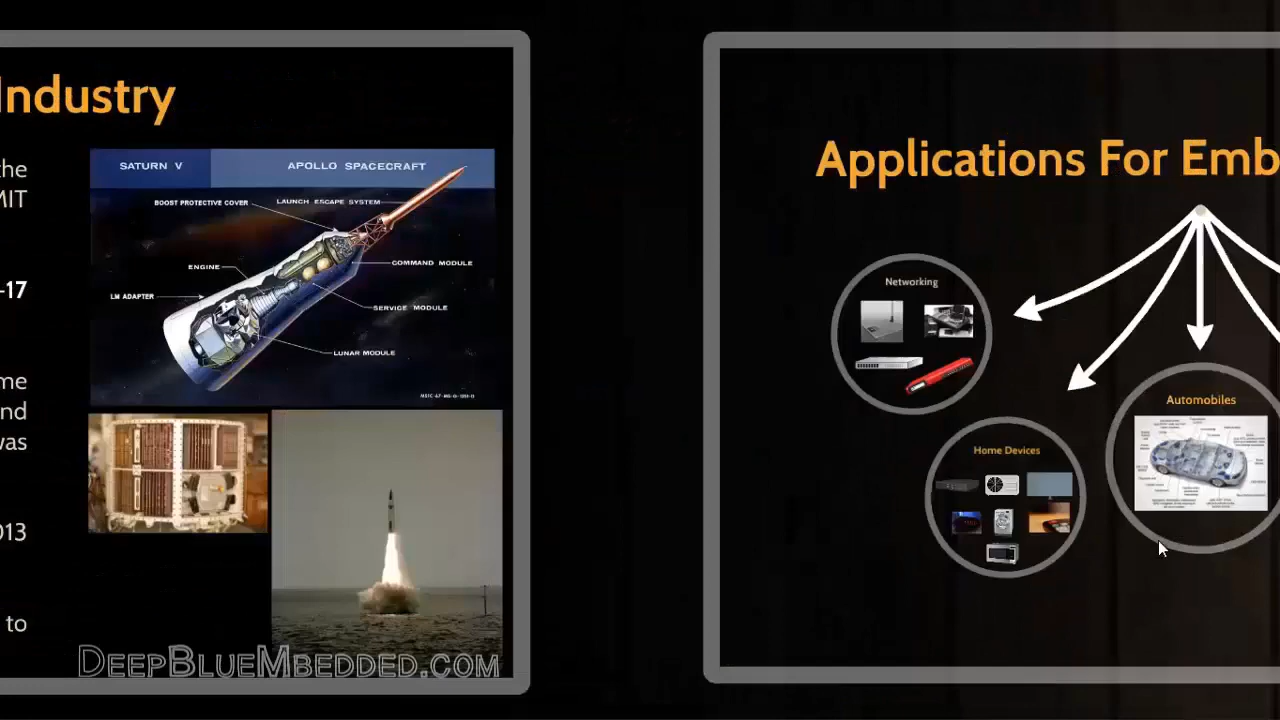 Industry
the
MIT
-17
me
nd
was
013
to
SATURN V
APOLLO SPACECRAFT
BOOST PROTECTIVE COVER
LAUNCH ESCAPE SYSTEM
ENGINE
COMMAND MODULE
LM ADAPTER
SERVICE MODULE
LUNAR MODULE
DEEPBLUEMBEDDED.COM
Applications For Emb
Networking
Home Devices
Automobiles